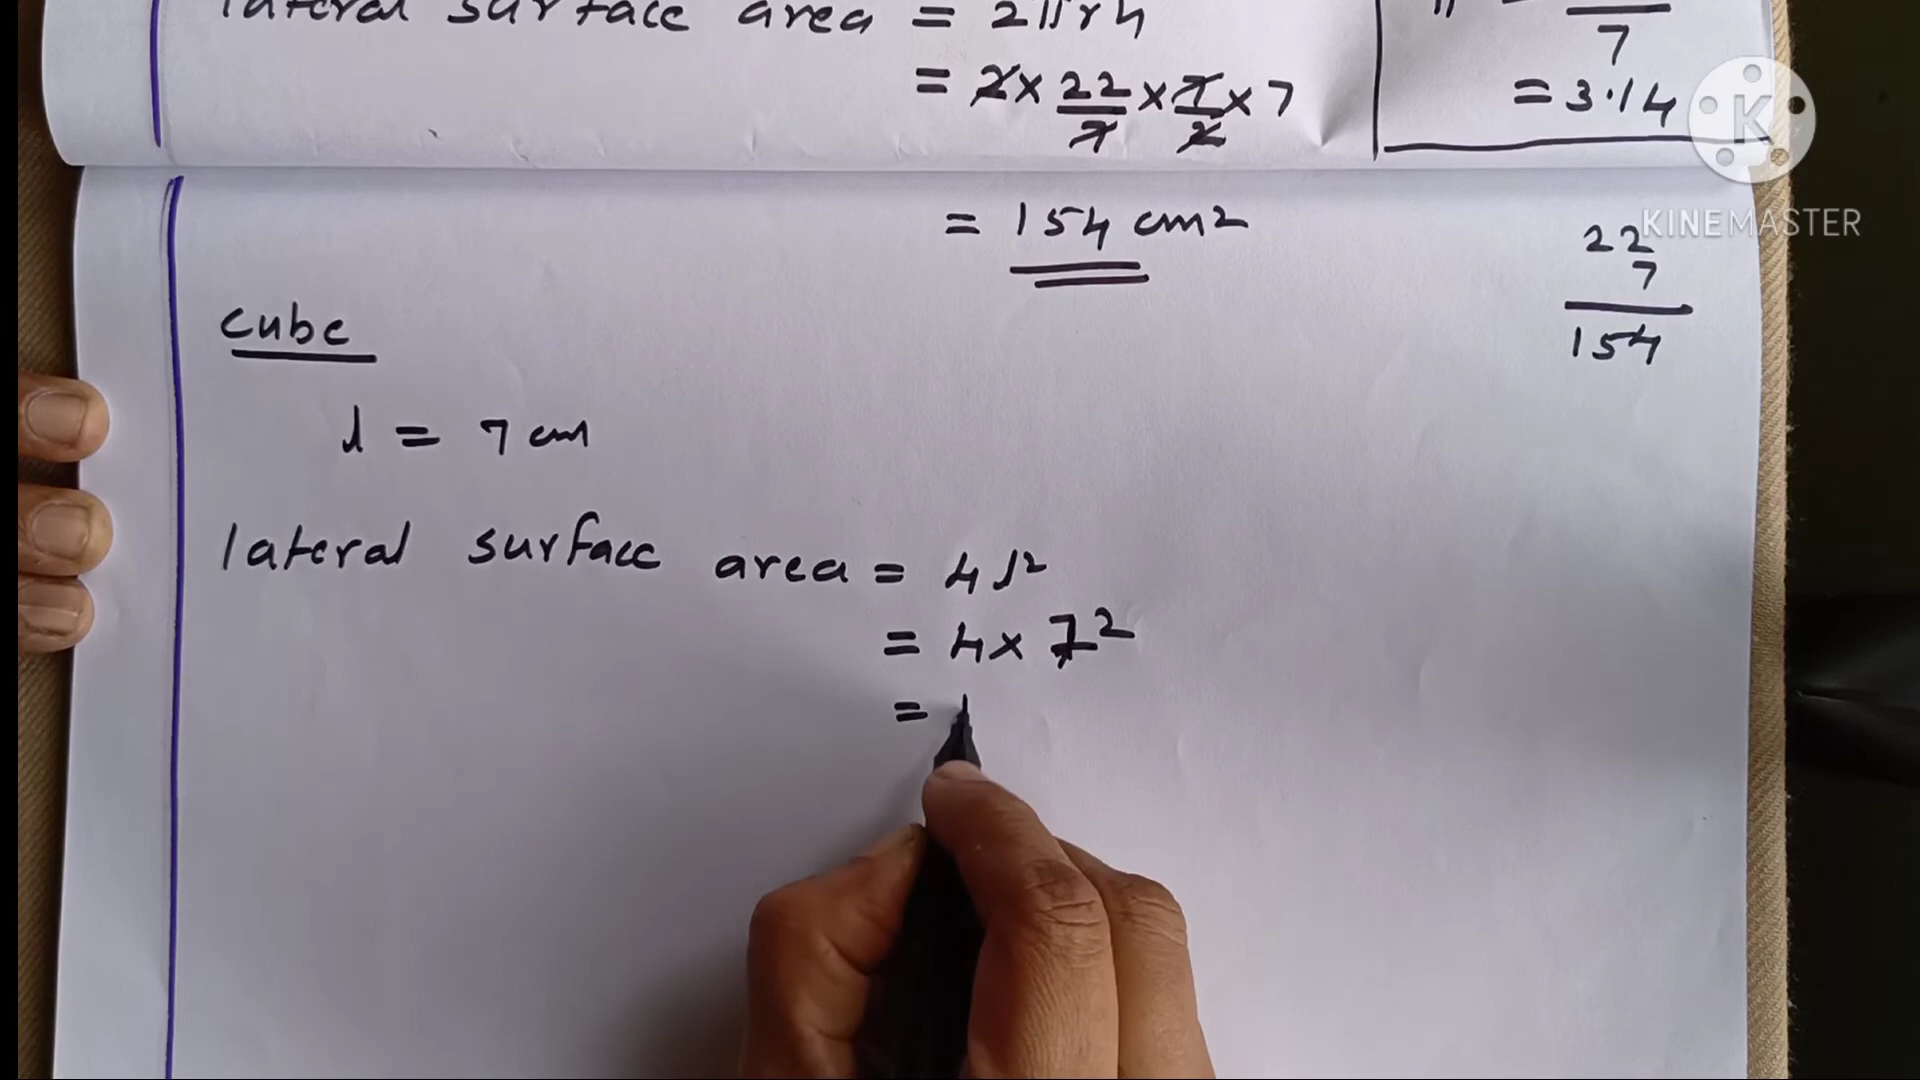 lateral surface area = 2πrh
= 2 × 22/7 × 7/2 × 7
= 154 cm2
π =
7
= 3.14
KINEMASTER
22
7
154
cube
l = 7 cm
lateral surface area = 4l²
= 4 × 7²
=